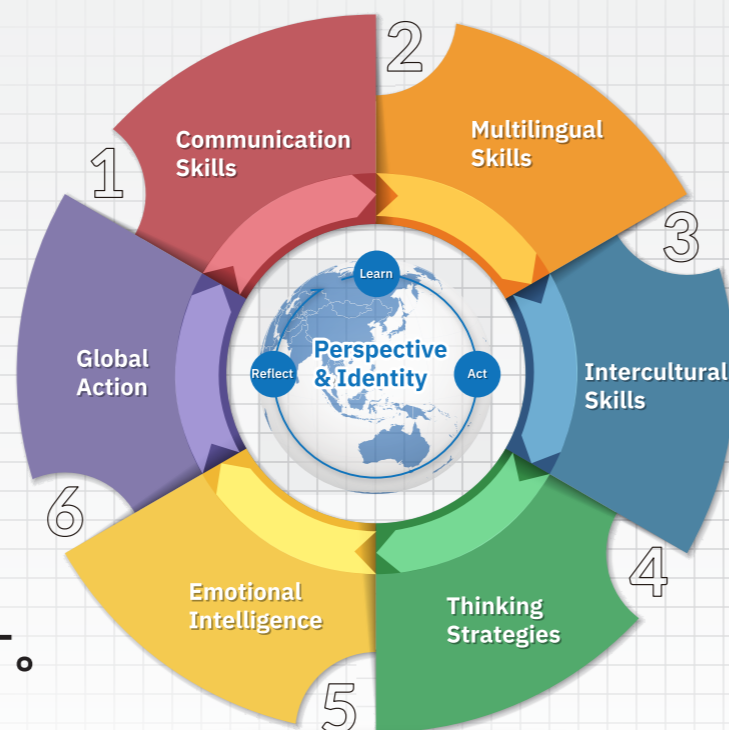 1
Communication
Skills
2
Multilingual
Skills
3
Intercultural
Skills
4
Thinking
Strategies
5
Emotional
Intelligence
6
Global
Action
Learn
Perspective
& Identity
Reflect
Act